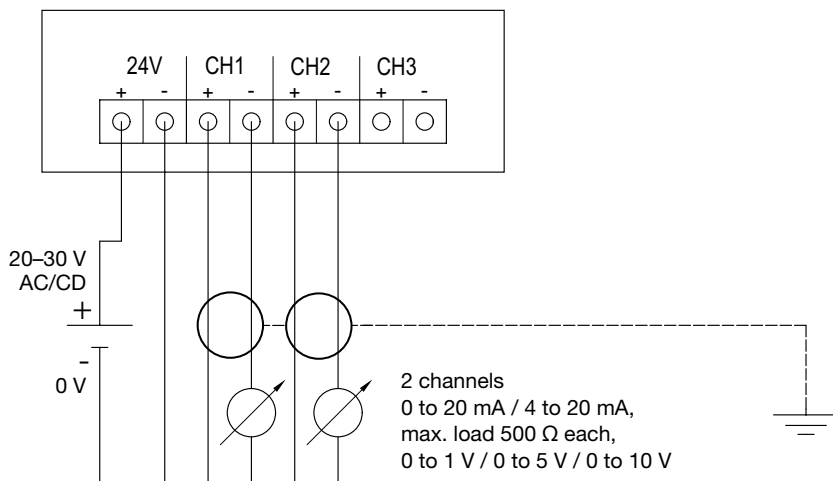 24V CH1 CH2 CH3
+ - + - + - + -
20–30 V
AC/CD
+
-
0 V
2 channels
0 to 20 mA / 4 to 20 mA,
max. load 500 Ω each,
0 to 1 V / 0 to 5 V / 0 to 10 V